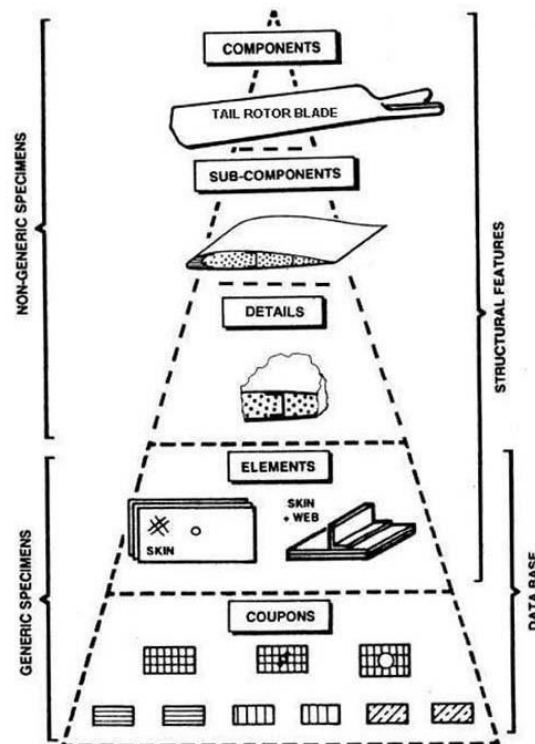 COMPONENTS
TAIL ROTOR BLADE
SUB-COMPONENTS
NON-GENERIC SPECIMENS
DETAILS
STRUCTURAL FEATURES
ELEMENTS
SKIN
SKIN
+ WEB
GENERIC SPECIMENS
COUPONS
DATA BASE